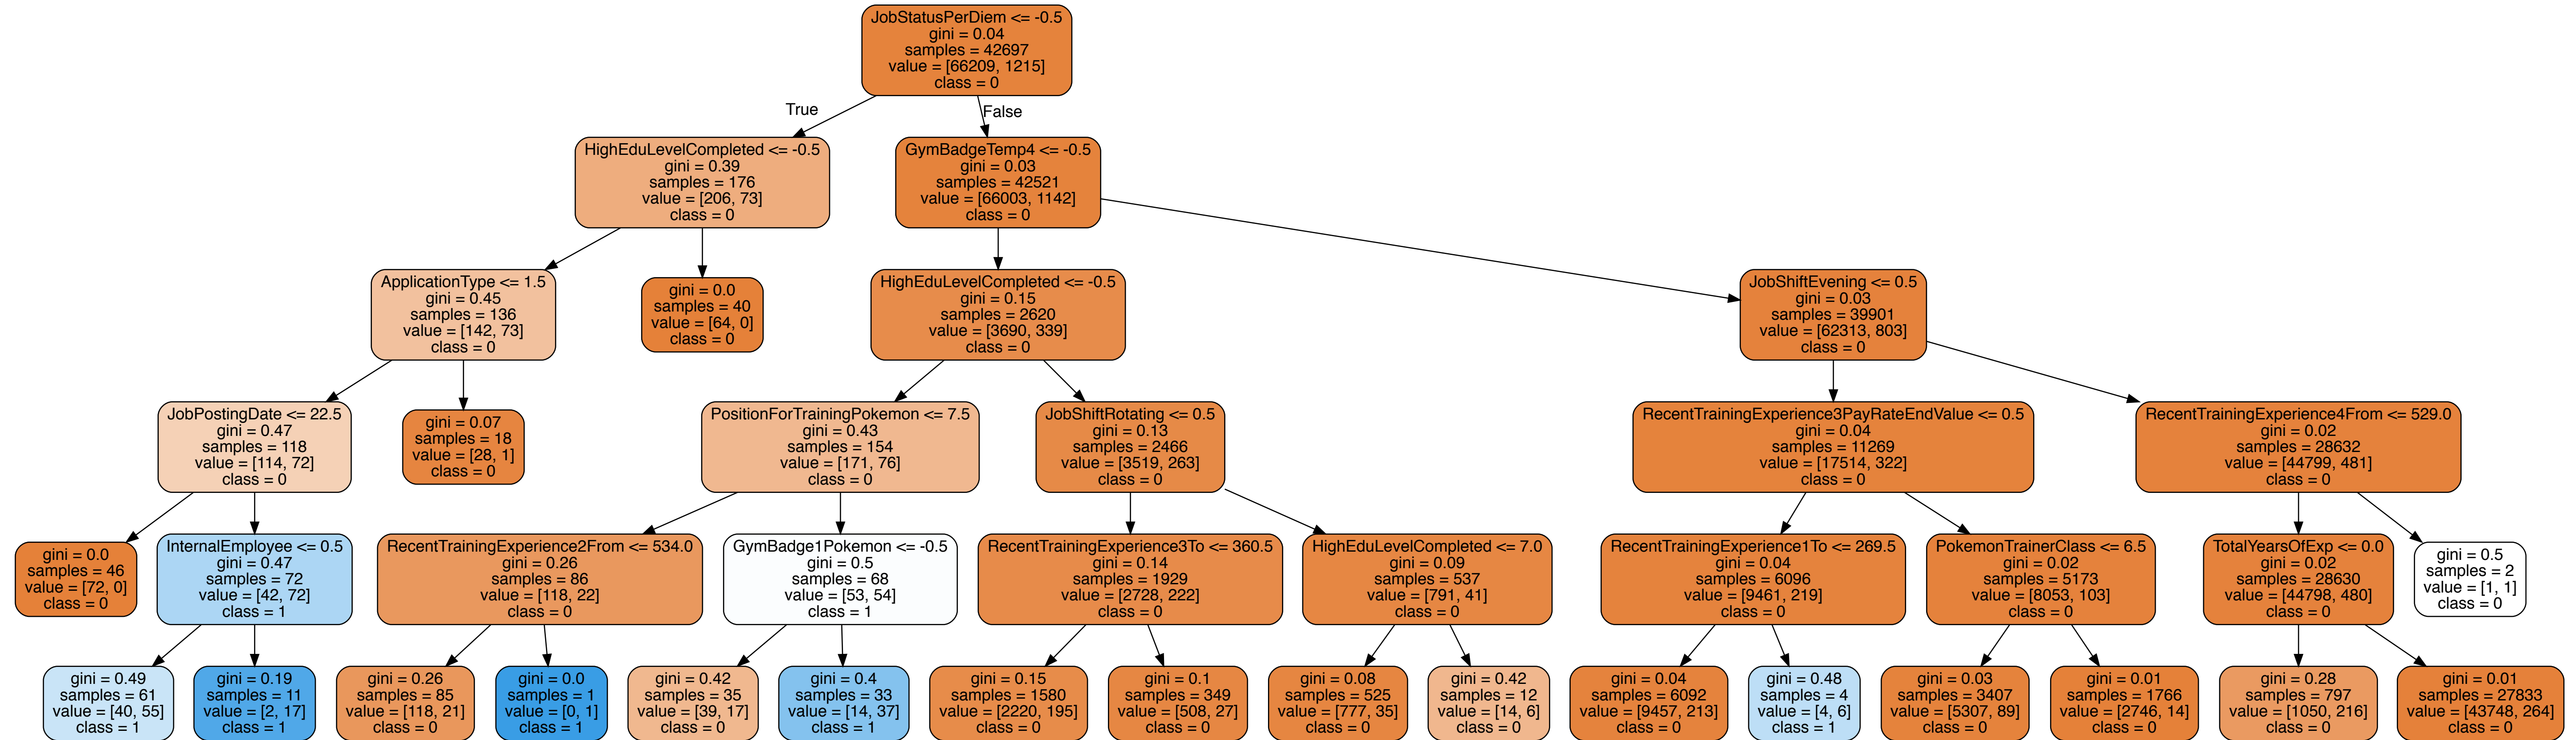 JobStatusPerDiem <= -0.5
gini = 0.04
samples = 42697
value = [66209, 1215]
class = 0
True
False
HighEduLevelCompleted <= -0.5
gini = 0.39
samples = 176
value = [206, 73]
class = 0
GymBadgeTemp4 <= -0.5
gini = 0.03
samples = 42521
value = [66003, 1142]
class = 0
ApplicationType <= 1.5
gini = 0.45
samples = 136
value = [142, 73]
class = 0
gini = 0.0
samples = 40
value = [64, 0]
class = 0
HighEduLevelCompleted <= -0.5
gini = 0.15
samples = 2620
value = [3690, 339]
class = 0
JobShiftEvening <= 0.5
gini = 0.03
samples = 39901
value = [62313, 803]
class = 0
JobPostingDate <= 22.5
gini = 0.47
samples = 118
value = [114, 72]
class = 0
gini = 0.07
samples = 18
value = [28, 1]
class = 0
PositionForTrainingPokemon <= 7.5
gini = 0.43
samples = 154
value = [171, 76]
class = 0
JobShiftRotating <= 0.5
gini = 0.13
samples = 2466
value = [3519, 263]
class = 0
RecentTrainingExperience3PayRateEndValue <= 0.5
gini = 0.04
samples = 11269
value = [17514, 322]
class = 0
RecentTrainingExperience4From <= 529.0
gini = 0.02
samples = 28632
value = [44799, 481]
class = 0
gini = 0.0
samples = 46
value = [72, 0]
class = 0
InternalEmployee <= 0.5
gini = 0.47
samples = 72
value = [42, 72]
class = 1
RecentTrainingExperience2From <= 534.0
gini = 0.26
samples = 86
value = [118, 22]
class = 0
GymBadge1Pokemon <= -0.5
gini = 0.5
samples = 68
value = [53, 54]
class = 1
RecentTrainingExperience3To <= 360.5
gini = 0.14
samples = 1929
value = [2728, 222]
class = 0
HighEduLevelCompleted <= 7.0
gini = 0.09
samples = 537
value = [791, 41]
class = 0
RecentTrainingExperience1To <= 269.5
gini = 0.04
samples = 6096
value = [9461, 219]
class = 0
PokemonTrainerClass <= 6.5
gini = 0.02
samples = 5173
value = [8053, 103]
class = 0
TotalYearsOfExp <= 0.0
gini = 0.02
samples = 28630
value = [44798, 480]
class = 0
gini = 0.5
samples = 2
value = [1, 1]
class = 0
gini = 0.49
samples = 61
value = [40, 55]
class = 1
gini = 0.19
samples = 11
value = [2, 17]
class = 1
gini = 0.26
samples = 85
value = [118, 21]
class = 0
gini = 0.0
samples = 1
value = [0, 1]
class = 1
gini = 0.42
samples = 35
value = [39, 17]
class = 0
gini = 0.4
samples = 33
value = [14, 37]
class = 1
gini = 0.15
samples = 1580
value = [2220, 195]
class = 0
gini = 0.1
samples = 349
value = [508, 27]
class = 0
gini = 0.08
samples = 525
value = [777, 35]
class = 0
gini = 0.42
samples = 12
value = [14, 6]
class = 0
gini = 0.04
samples = 6092
value = [9457, 213]
class = 0
gini = 0.48
samples = 4
value = [4, 6]
class = 1
gini = 0.03
samples = 3407
value = [5307, 89]
class = 0
gini = 0.01
samples = 1766
value = [2746, 14]
class = 0
gini = 0.28
samples = 797
value = [1050, 216]
class = 0
gini = 0.01
samples = 27833
value = [43748, 264]
class = 0